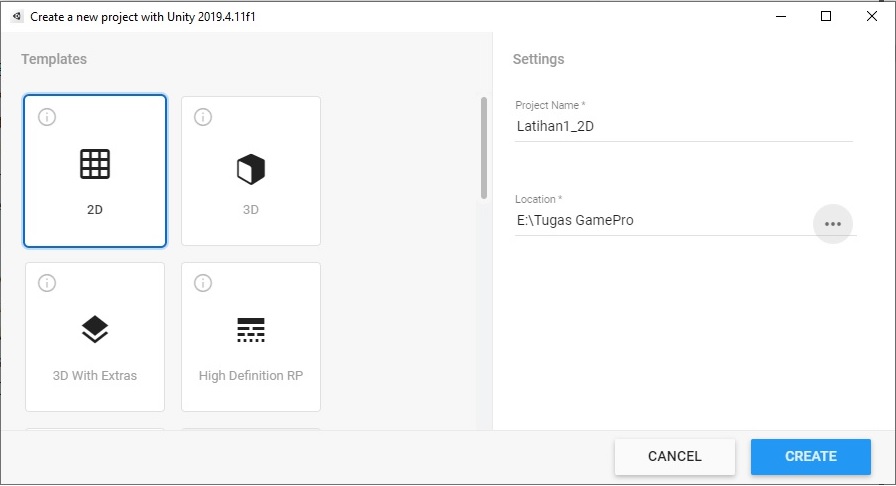 Create a new project with Unity 2019.4.11f1
Templates
Settings
2D
3D
3D With Extras
High Definition RP
Project Name *
Latihan1_2D
Location *
E:\Tugas GamePro
CANCEL
CREATE